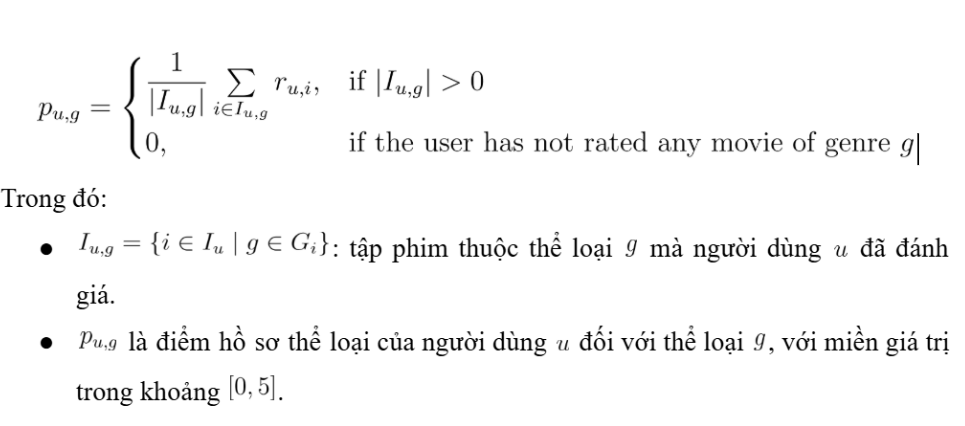 p_{u,g} = \begin{cases} \frac{1}{|I_{u,g}|} \sum_{i \in I_{u,g}} r_{u,i}, & \text{if } |I_{u,g}| > 0 \\ 0, & \text{if the user has not rated any movie of genre } g \end{cases}
Trong đó:
● I_{u,g} = \{i \in I_u \mid g \in G_i\}: tập phim thuộc thể loại g mà người dùng u đã đánh
giá.
● p_{u,g} là điểm hồ sơ thể loại của người dùng u đối với thể loại g, với miền giá trị
trong khoảng [0, 5].